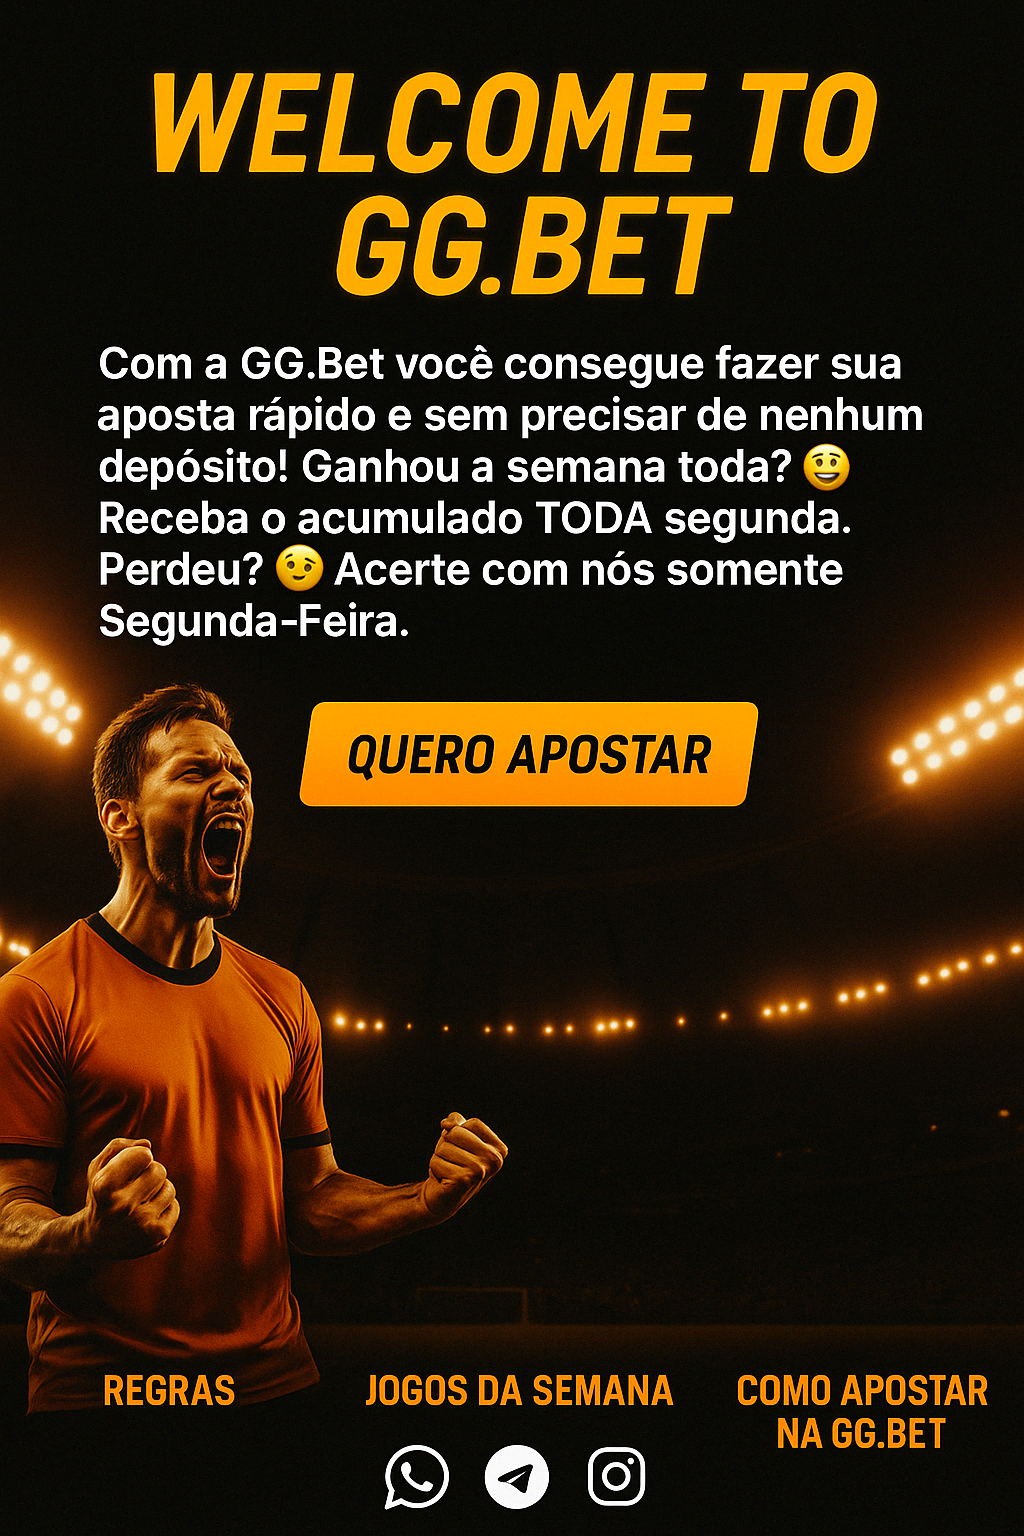 WELCOME TO
GG.BET
Com a GG.Bet você consegue fazer sua
aposta rápido e sem precisar de nenhum
depósito! Ganhou a semana toda? 🤩
Receba o acumulado TODA segunda.
Perdeu? 😉 Acerte com nós somente
Segunda-Feira.
QUERO APOSTAR
REGRAS
JOGOS DA SEMANA
COMO APOSTAR
NA GG.BET